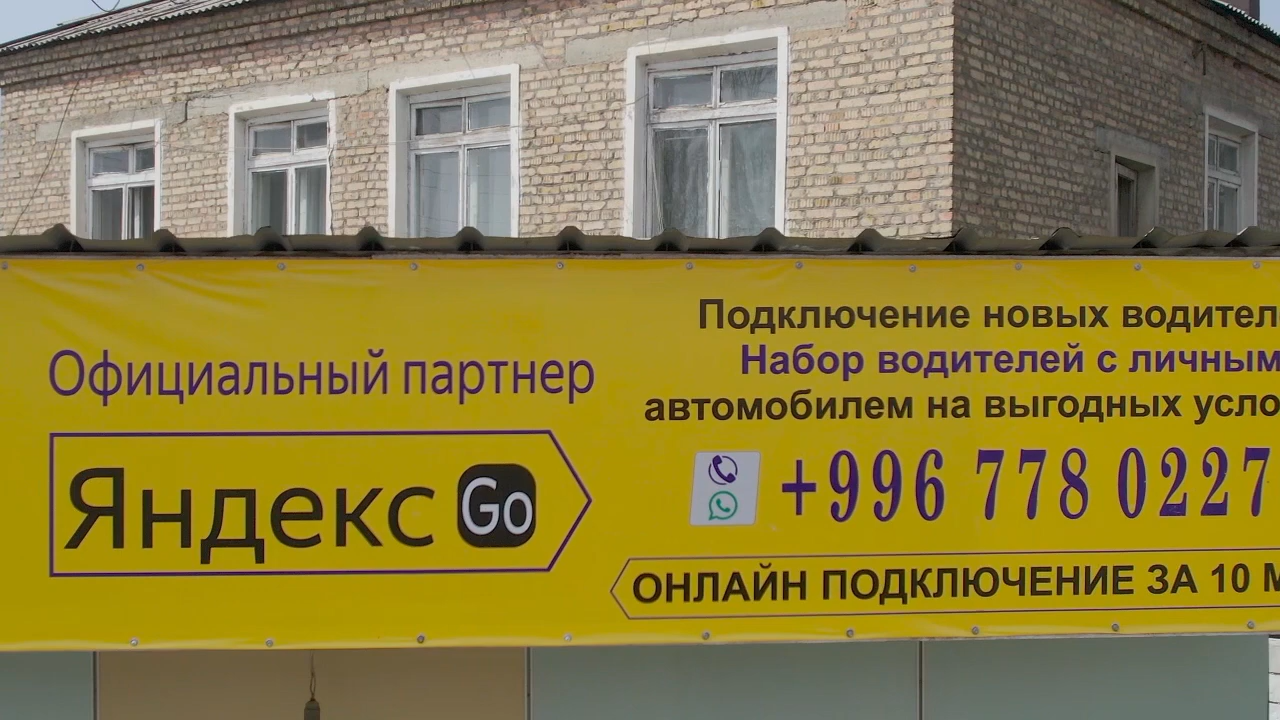 Официальный партнер
Яндекс Go
Подключение новых водител
Набор водителей с личным
автомобилем на выгодных усло
+996 778 0227
ОНЛАЙН ПОДКЛЮЧЕНИЕ ЗА 10 М